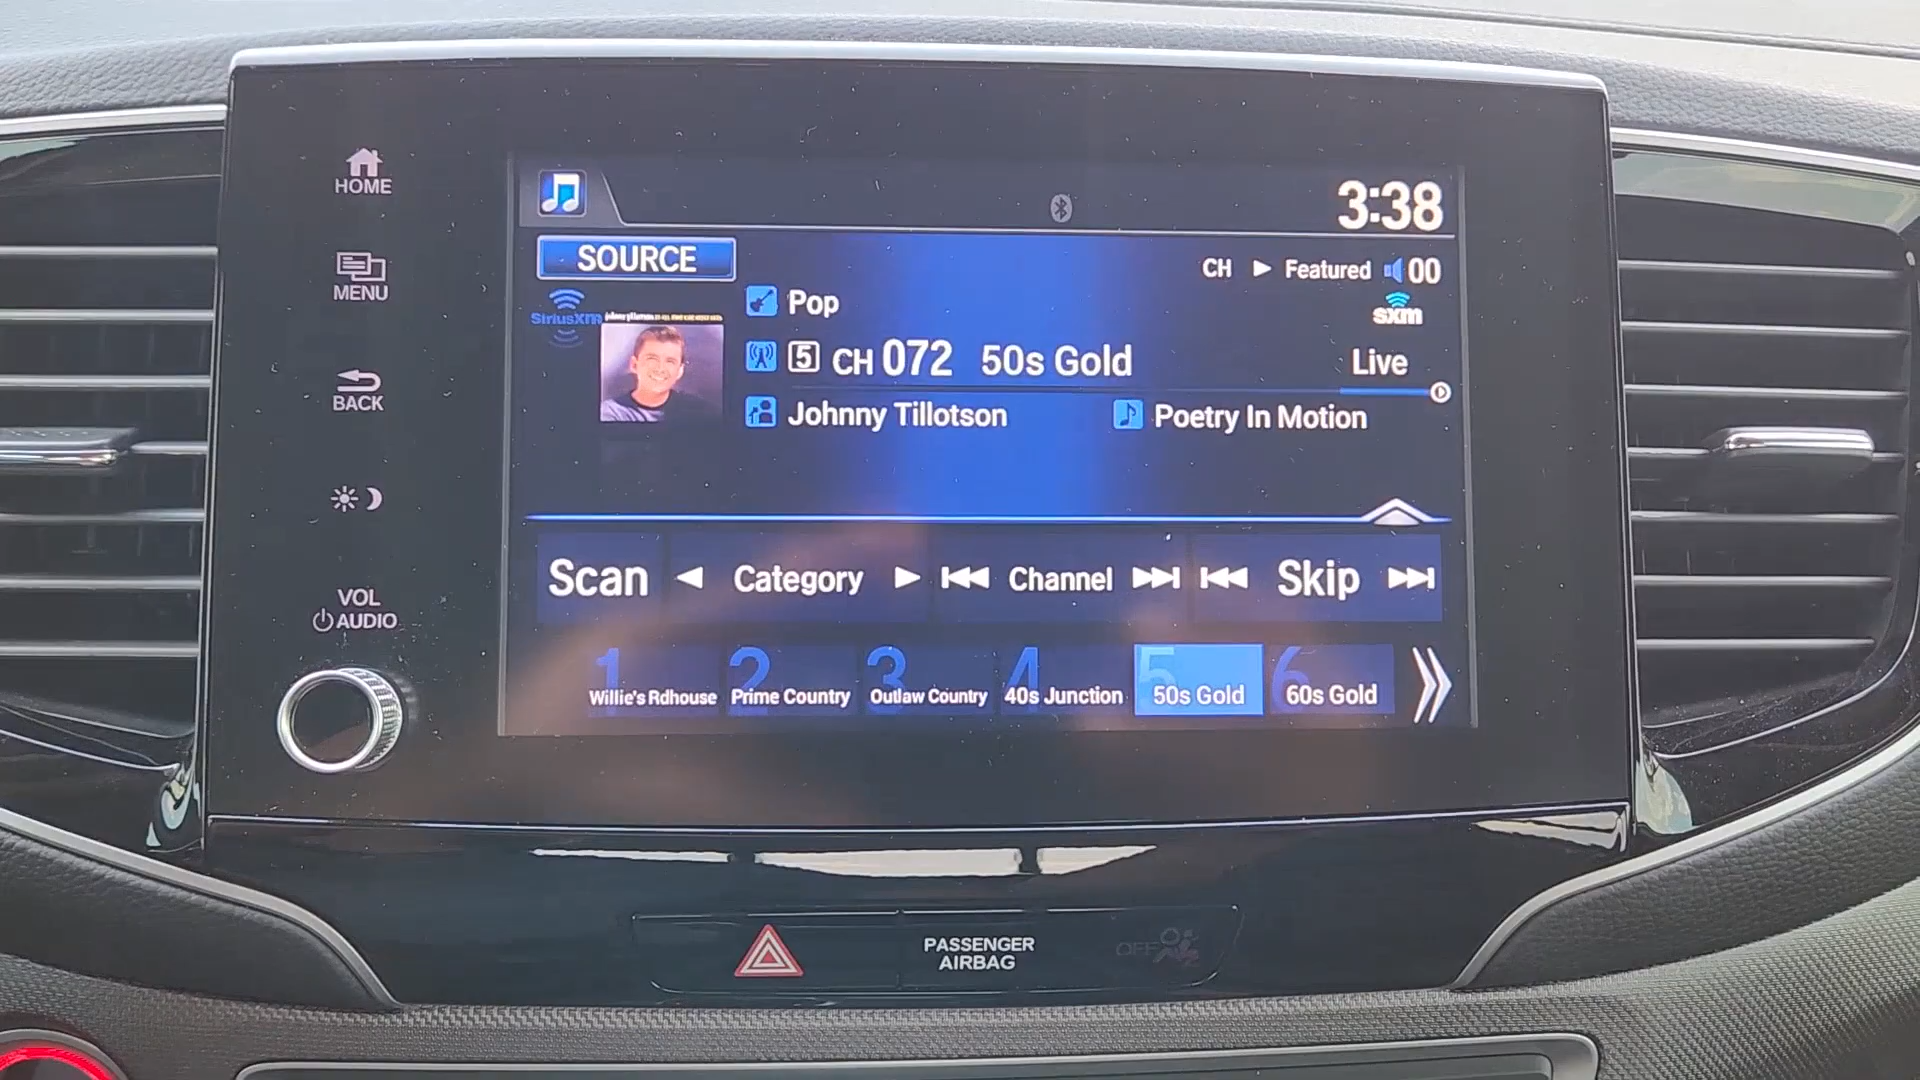 HOME
MENU
BACK
VOL
AUDIO
3:38
SOURCE
CH Featured 00
SiriusXM
sxm
Pop
5 CH 072 50s Gold
Live
Johnny Tillotson
Poetry In Motion
Scan Category Channel Skip
1 Willie's Rdhouse
2 Prime Country
3 Outlaw Country
4 40s Junction
5 50s Gold
6 60s Gold
PASSENGER
AIRBAG
OFF